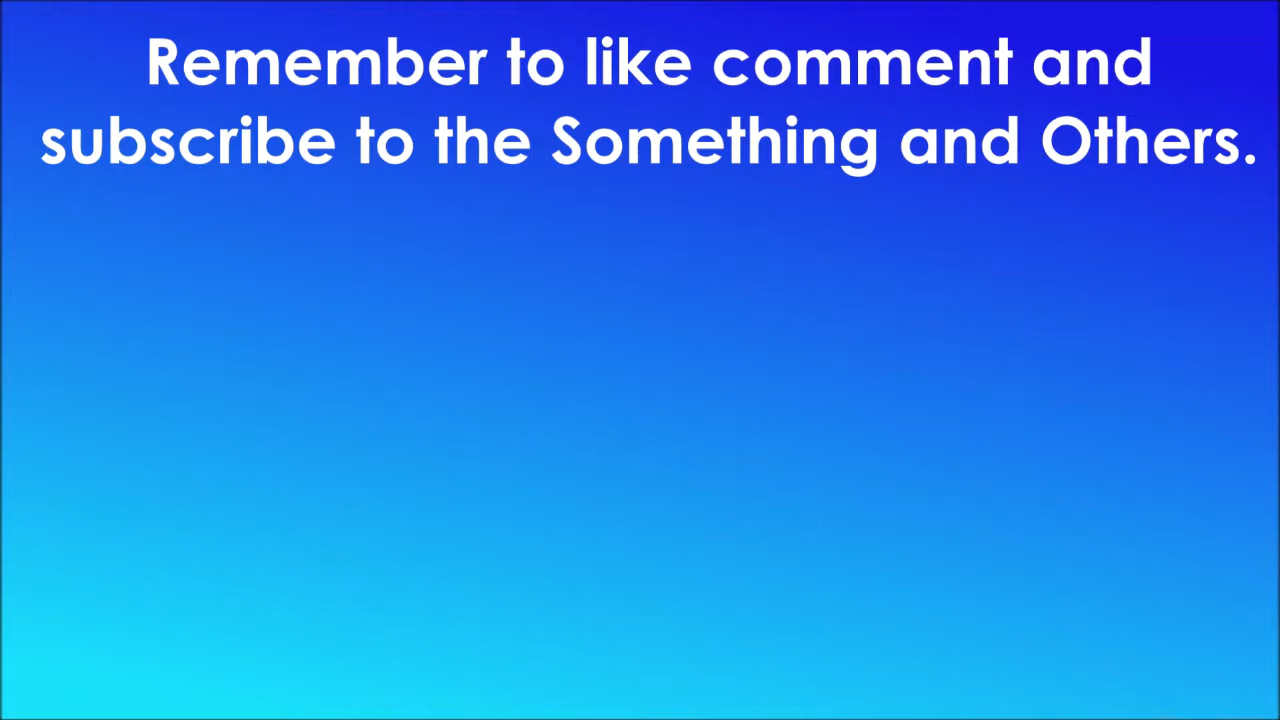 Remember to like comment and
subscribe to the Something and Others.